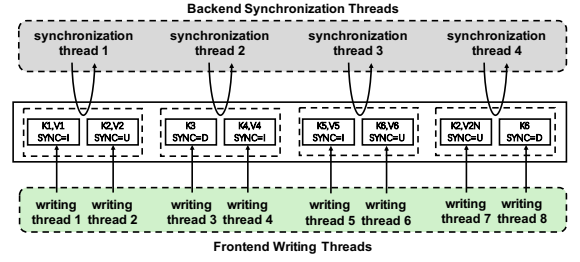 Backend Synchronization Threads
synchronization thread 1
synchronization thread 2
synchronization thread 3
synchronization thread 4
K1,V1
SYNC=I
K2,V2
SYNC=U
K3
SYNC=D
K4,V4
SYNC=I
K5,V5
SYNC=I
K6,V6
SYNC=U
K2,V2N
SYNC=U
K6
SYNC=D
writing thread 1
writing thread 2
writing thread 3
writing thread 4
writing thread 5
writing thread 6
writing thread 7
writing thread 8
Frontend Writing Threads